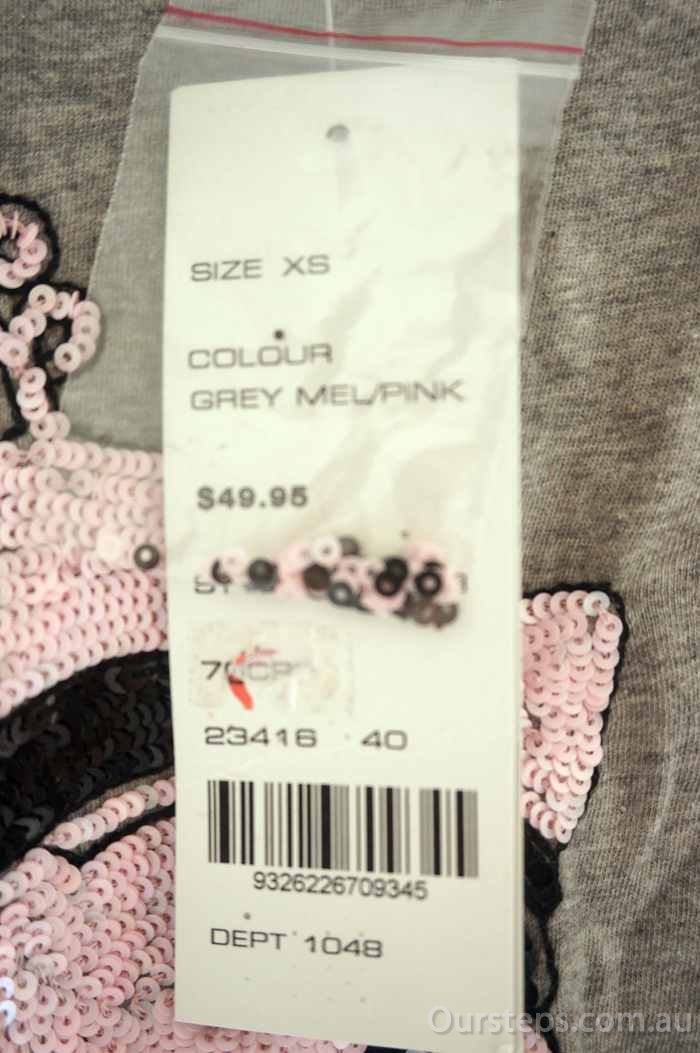 SIZE XS
COLOUR
GREY MEL/PINK
$49.95
23416 40
9326226709345
DEPT 1048
Oursteps.com.au